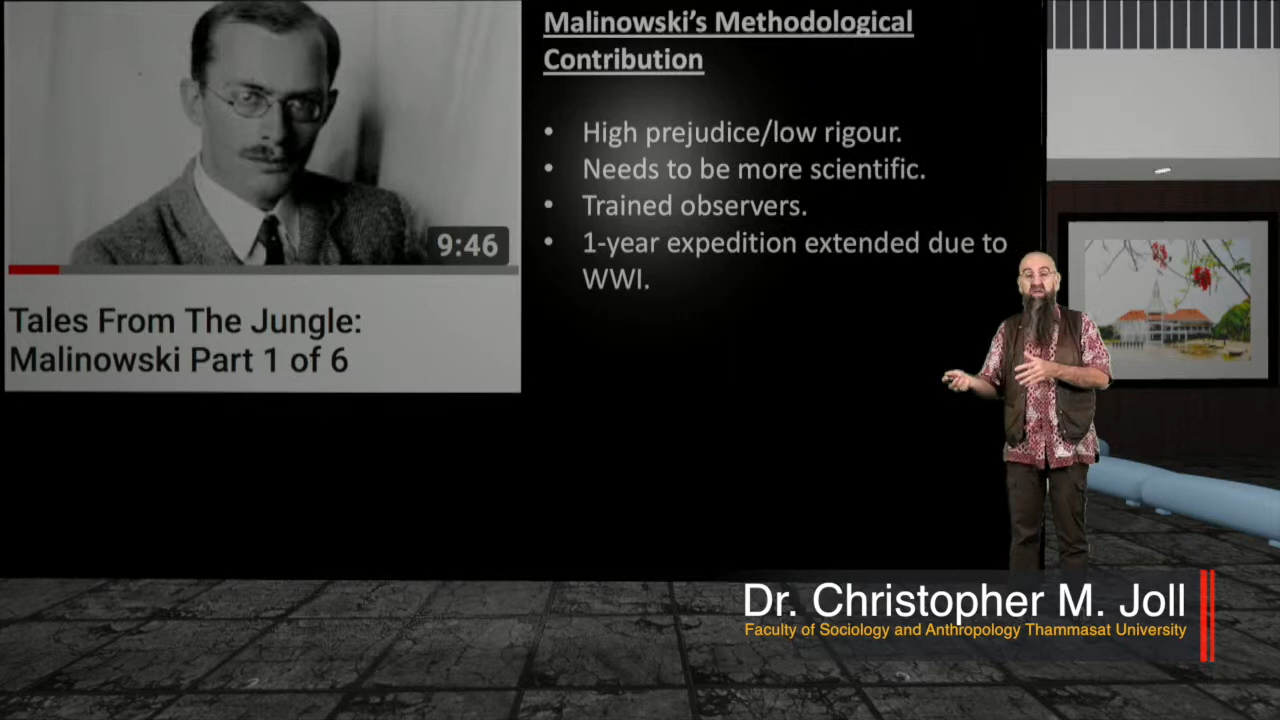 Malinowski's Methodological
Contribution
• High prejudice/low rigour.
• Needs to be more scientific.
• Trained observers.
• 1-year expedition extended due to
WWI.
9:46
Tales From The Jungle:
Malinowski Part 1 of 6
Dr. Christopher M. Joll
Faculty of Sociology and Anthropology Thammasat University